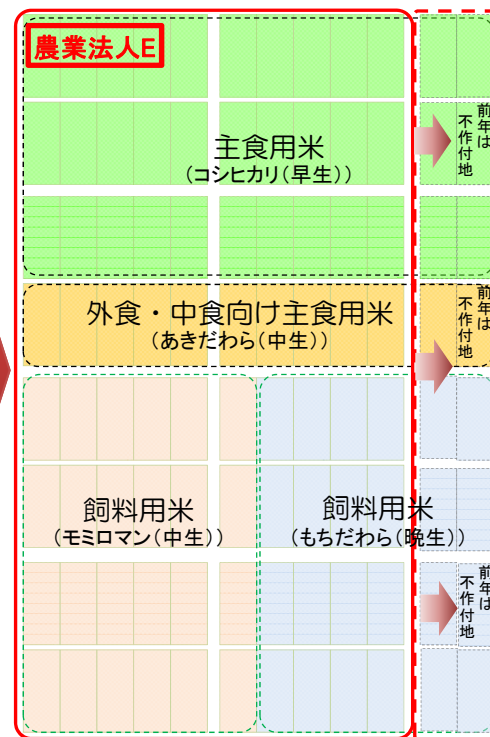 農業法人E
主食用米
(コシヒカリ(早生))
前年は
不作付地
外食・中食向け主食用米
(あきだわら(中生))
前年は
不作付地
飼料用米
(モミロマン(中生))
飼料用米
(もちだわら(晩生))
前年は
不作付地